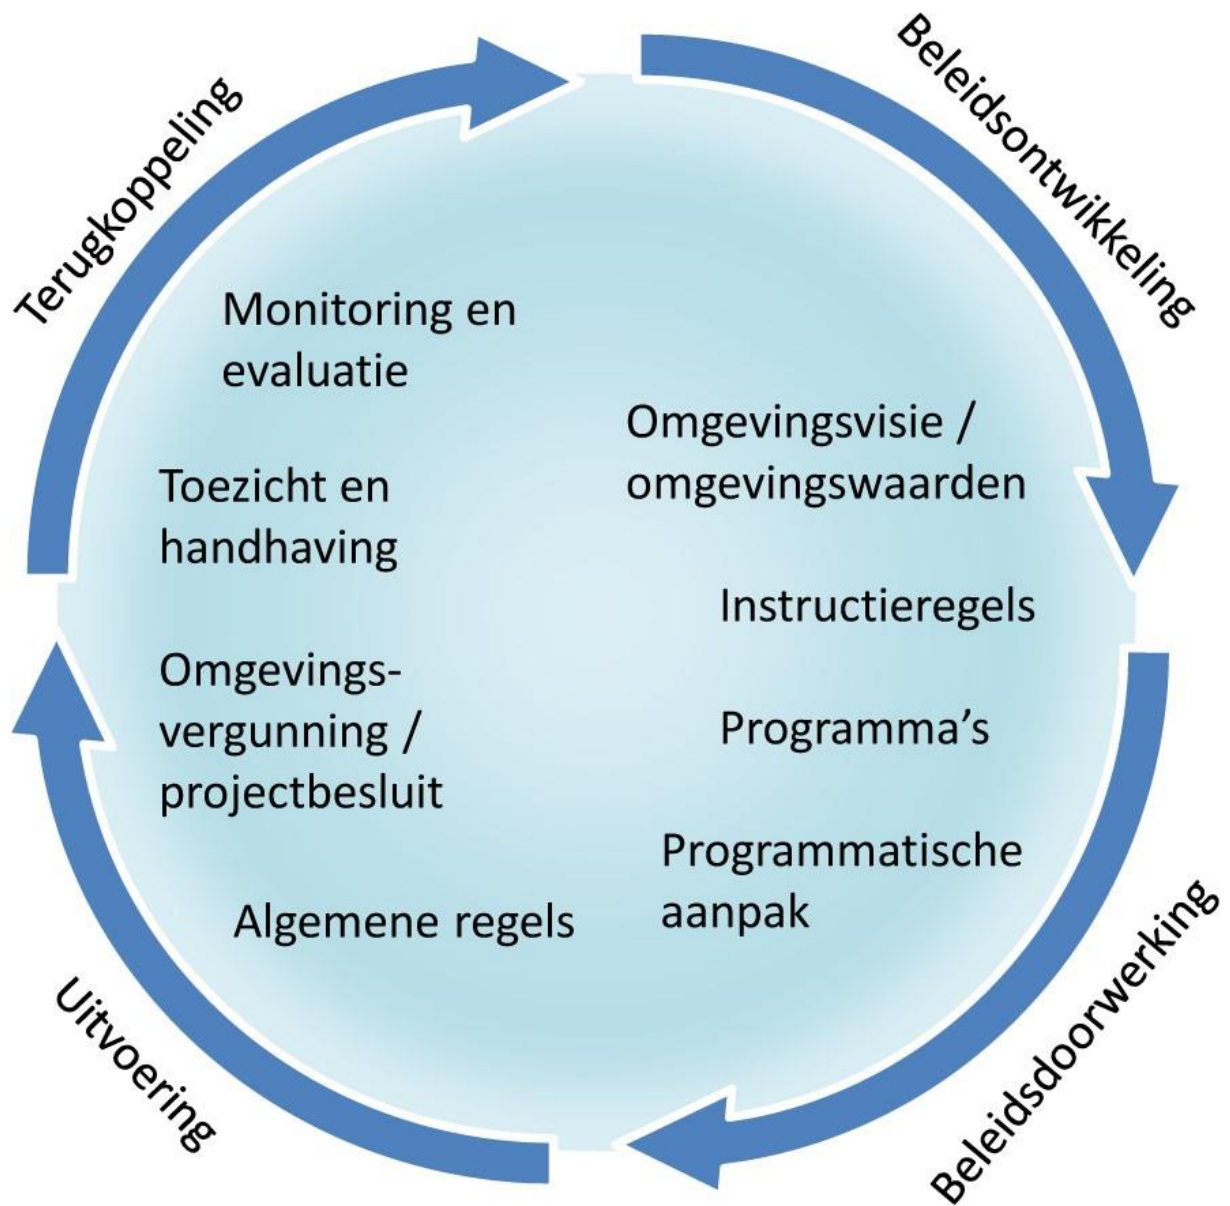 Beleidsontwikkeling
Terugkoppeling
Monitoring en
evaluatie
Omgevingsvisie /
omgevingswaarden
Toezicht en
handhaving
Instructieregels
Omgevings-
vergunning /
projectbesluit
Programma’s
Programmatische
aanpak
Algemene regels
Beleidsdoorwerking
Uitvoering